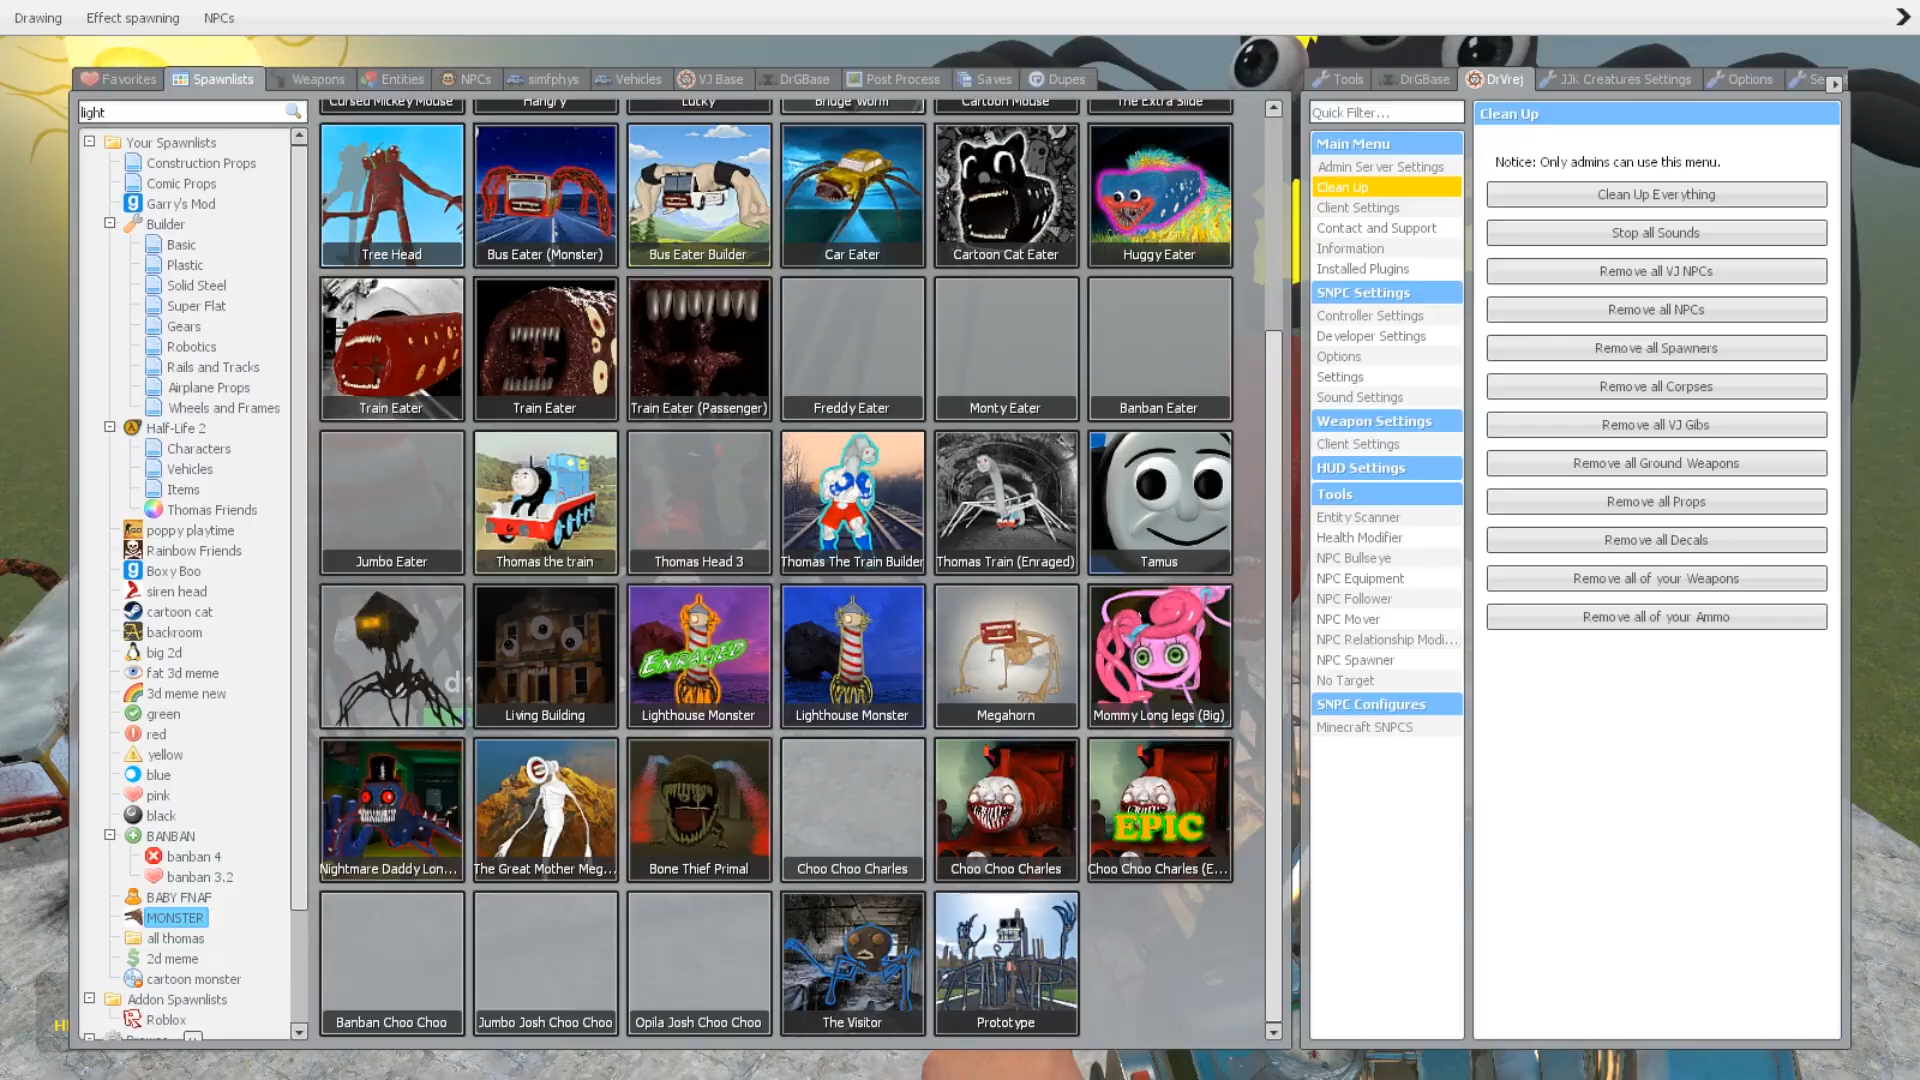 Drawing Effect spawning NPCs
Favorites Spawnlists Weapons Entities NPCs simfphys Vehicles VJ Base DrGBase Post Process Saves Dupes
Tools DrGBase DrVrej JJK Creatures Settings Options
light
Your Spawnlists
Construction Props
Comic Props
Garry's Mod
Builder
Basic
Plastic
Solid Steel
Super Flat
Gears
Robotics
Rails and Tracks
Airplane Props
Wheels and Frames
Half-Life 2
Characters
Vehicles
Items
Thomas Friends
poppy playtime
Rainbow Friends
Boxy Boo
siren head
cartoon cat
backroom
big 2d
fat 3d meme
3d meme new
green
red
yellow
blue
pink
black
BANBAN
banban 4
banban 3.2
BABY FNAF
MONSTER
all thomas
2d meme
cartoon monster
Addon Spawnlists
Roblox
Cursed Mickey Mouse Hangry Lucky Bridge Worm Cartoon Mouse The Extra Slide
Tree Head Bus Eater (Monster) Bus Eater Builder Car Eater Cartoon Cat Eater Huggy Eater
Train Eater Train Eater Train Eater (Passenger) Freddy Eater Monty Eater Banban Eater
Jumbo Eater Thomas the train Thomas Head 3 Thomas The Train Builder Thomas Train (Enraged) Tamus
ENRAGED
Living Building Lighthouse Monster Lighthouse Monster Megahorn Mommy Long legs (Big)
EPIC
Nightmare Daddy Lon... The Great Mother Meg... Bone Thief Primal Choo Choo Charles Choo Choo Charles Choo Choo Charles (E...
Banban Choo Choo Jumbo Josh Choo Choo Opila Josh Choo Choo The Visitor Prototype
Quick Filter...
Main Menu
Admin Server Settings
Clean Up
Client Settings
Contact and Support
Information
Installed Plugins
SNPC Settings
Controller Settings
Developer Settings
Options
Settings
Sound Settings
Weapon Settings
Client Settings
HUD Settings
Tools
Entity Scanner
Health Modifier
NPC Bullseye
NPC Equipment
NPC Follower
NPC Mover
NPC Relationship Modi...
NPC Spawner
No Target
SNPC Configures
Minecraft SNPCS
Clean Up
Notice: Only admins can use this menu.
Clean Up Everything
Stop all Sounds
Remove all VJ NPCs
Remove all NPCs
Remove all Spawners
Remove all Corpses
Remove all VJ Gibs
Remove all Ground Weapons
Remove all Props
Remove all Decals
Remove all of your Weapons
Remove all of your Ammo